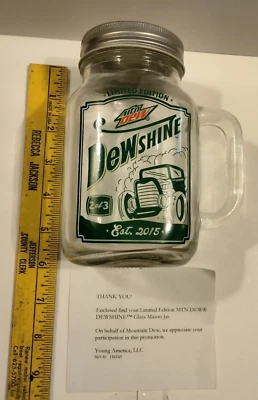 LIMITED EDITION
MTN
DEW
DEWSHINE
2 of 3
Est. 2015
REBECCA JACKSON
JEFFERSON
COUNTY CLERK
THANK YOU!
Enclosed find your Limited Edition MTN DEW®
DEWSHINE™ Glass Mason Jar.
On behalf of Mountain Dew, we appreciate your
participation in this promotion.
Young America, LLC